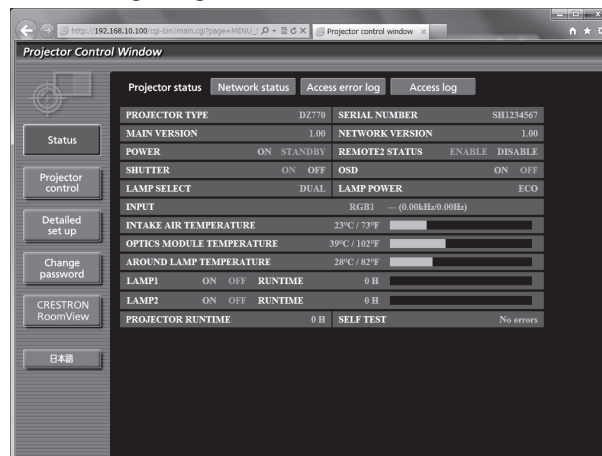 http://192.168.10.100/cgi-bin/main.cgi?page=MENU_S
Projector control window
Projector Control Window
Projector status Network status Access error log Access log
Status
Projector control
Detailed set up
Change password
CRESTRON RoomView
日本語
PROJECTOR TYPE DZ770 SERIAL NUMBER SH1234567
MAIN VERSION 1.00 NETWORK VERSION 1.00
POWER ON STANDBY REMOTE2 STATUS ENABLE DISABLE
SHUTTER ON OFF OSD ON OFF
LAMP SELECT DUAL LAMP POWER ECO
INPUT RGB1 — (0.00kHz/0.00Hz)
INTAKE AIR TEMPERATURE 23°C / 73°F
OPTICS MODULE TEMPERATURE 39°C / 102°F
AROUND LAMP TEMPERATURE 28°C / 82°F
LAMP1 ON OFF RUNTIME 0 H
LAMP2 ON OFF RUNTIME 0 H
PROJECTOR RUNTIME 0 H SELF TEST No errors